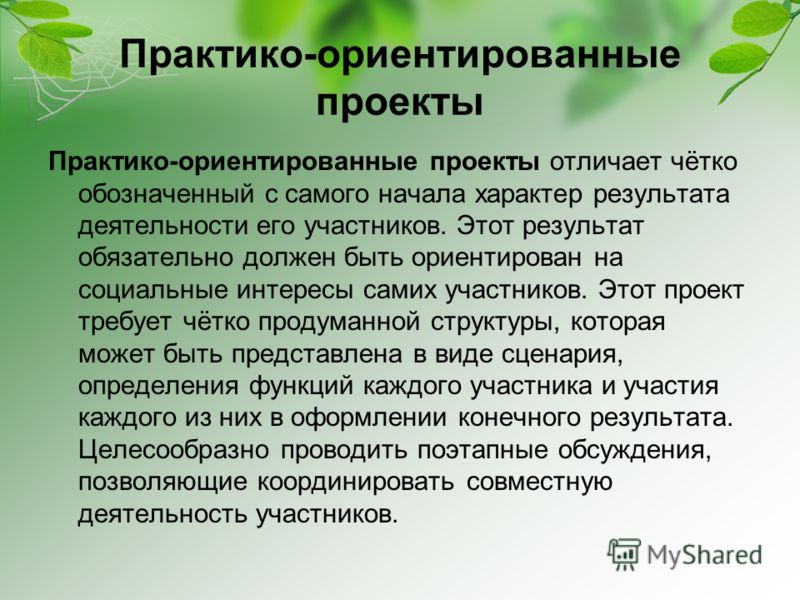 Практико-ориентированные
проекты
Практико-ориентированные проекты отличает чётко
обозначенный с самого начала характер результата
деятельности его участников. Этот результат
обязательно должен быть ориентирован на
социальные интересы самих участников. Этот проект
требует чётко продуманной структуры, которая
может быть представлена в виде сценария,
определения функций каждого участника и участия
каждого из них в оформлении конечного результата.
Целесообразно проводить поэтапные обсуждения,
позволяющие координировать совместную
деятельность участников.
MyShared